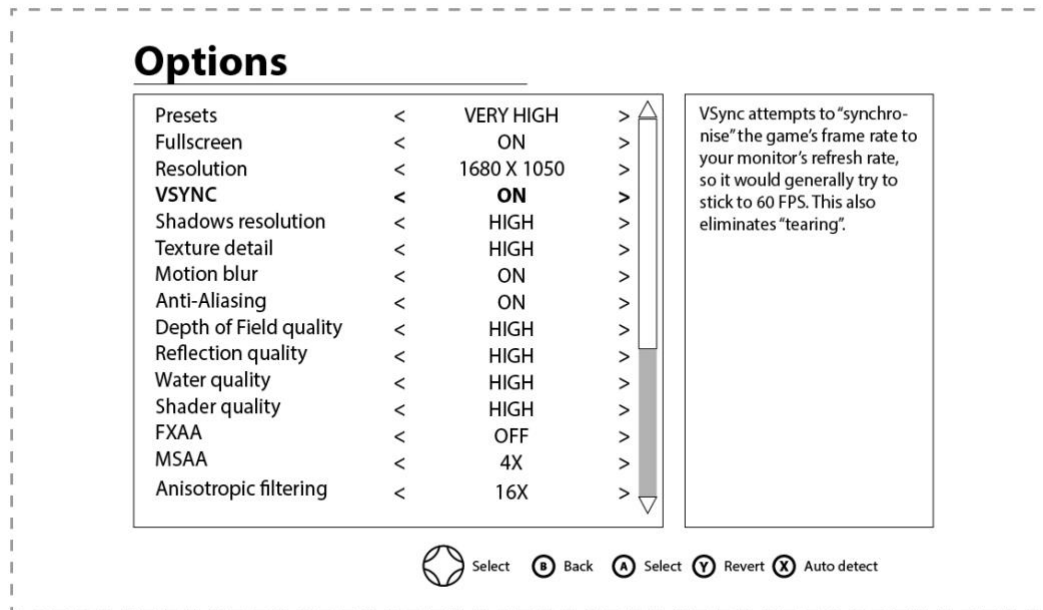 Options
Presets < VERY HIGH >
Fullscreen < ON >
Resolution < 1680 X 1050 >
VSYNC < ON >
Shadows resolution < HIGH >
Texture detail < HIGH >
Motion blur < ON >
Anti-Aliasing < ON >
Depth of Field quality < HIGH >
Reflection quality < HIGH >
Water quality < HIGH >
Shader quality < HIGH >
FXAA < OFF >
MSAA < 4X >
Anisotropic filtering < 16X >
VSync attempts to “synchro-
nise” the game’s frame rate to
your monitor’s refresh rate,
so it would generally try to
stick to 60 FPS. This also
eliminates “tearing”.
Select B Back A Select Y Revert X Auto detect